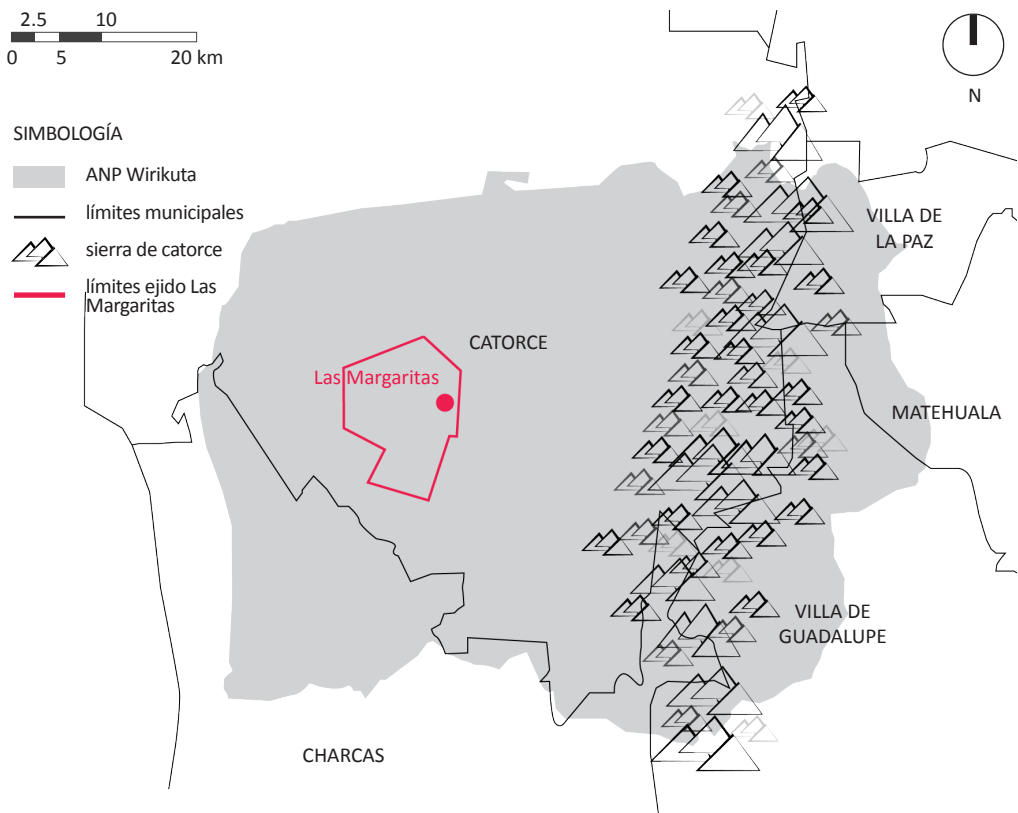 2.5 10
0 5 20 km
N
SIMBOLOGÍA
ANP Wirikuta
límites municipales
sierra de catorce
límites ejido Las
Margaritas
VILLA DE
LA PAZ
CATORCE
Las Margaritas
MATEHUALA
VILLA DE
GUADALUPE
CHARCAS